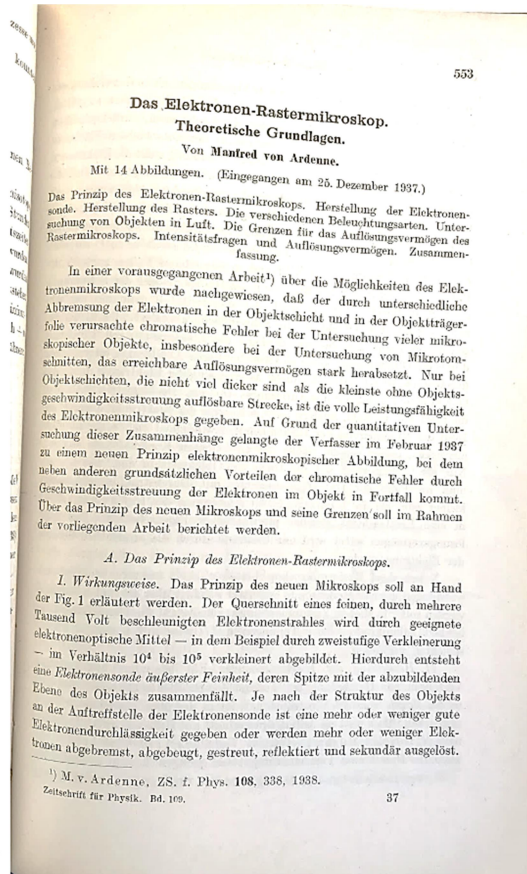 553
Das Elektronen-Rastermikroskop.
Theoretische Grundlagen.
Von Manfred von Ardenne.
Mit 14 Abbildungen. (Eingegangen am 25. Dezember 1937.)
Das Prinzip des Elektronen-Rastermikroskops. Herstellung der Elektronen-
sonde. Herstellung des Rasters. Die verschiedenen Beleuchtungsarten. Unter-
suchung von Objekten in Luft. Die Grenzen für das Auflösungsvermögen des
Rastermikroskops. Intensitätsfragen und Auflösungsvermögen. Zusammen-
fassung.
In einer vorausgegangenen Arbeit¹) über die Möglichkeiten des Elek-
tronenmikroskops wurde nachgewiesen, daß der durch unterschiedliche
Abbremsung der Elektronen in der Objektschicht und in der Objektträger-
folie verursachte chromatische Fehler bei der Untersuchung vieler mikro-
skopischer Objekte, insbesondere bei der Untersuchung von Mikrotom-
schnitten, das erreichbare Auflösungsvermögen stark herabsetzt. Nur bei
Objektschichten, die nicht viel dicker sind als die kleinste ohne Objekts-
geschwindigkeitsstreuung auflösbare Strecke, ist die volle Leistungsfähigkeit
des Elektronenmikroskops gegeben. Auf Grund der quantitativen Unter-
suchung dieser Zusammenhänge gelangte der Verfasser im Februar 1937
zu einem neuen Prinzip elektronenmikroskopischer Abbildung, bei dem
neben anderen grundsätzlichen Vorteilen der chromatische Fehler durch
Geschwindigkeitsstreuung der Elektronen im Objekt in Fortfall kommt.
Über das Prinzip des neuen Mikroskops und seine Grenzen soll im Rahmen
der vorliegenden Arbeit berichtet werden.
A. Das Prinzip des Elektronen-Rastermikroskops.
1. Wirkungsweise. Das Prinzip des neuen Mikroskops soll an Hand
der Fig. 1 erläutert werden. Der Querschnitt eines feinen, durch mehrere
Tausend Volt beschleunigten Elektronenstrahles wird durch geeignete
elektronenoptische Mittel — in dem Beispiel durch zweistufige Verkleinerung
— im Verhältnis 10⁴ bis 10⁵ verkleinert abgebildet. Hierdurch entsteht
eine Elektronensonde äußerster Feinheit, deren Spitze mit der abzubildenden
Ebene des Objekts zusammenfällt. Je nach der Struktur des Objekts
an der Auftreffstelle der Elektronensonde ist eine mehr oder weniger gute
Elektronendurchlässigkeit gegeben oder werden mehr oder weniger Elek-
tronen abgebremst, abgebeugt, gestreut, reflektiert und sekundär ausgelöst.
¹) M. v. Ardenne, ZS. f. Phys. 108, 338, 1938.
Zeitschrift für Physik. Bd. 109.
37